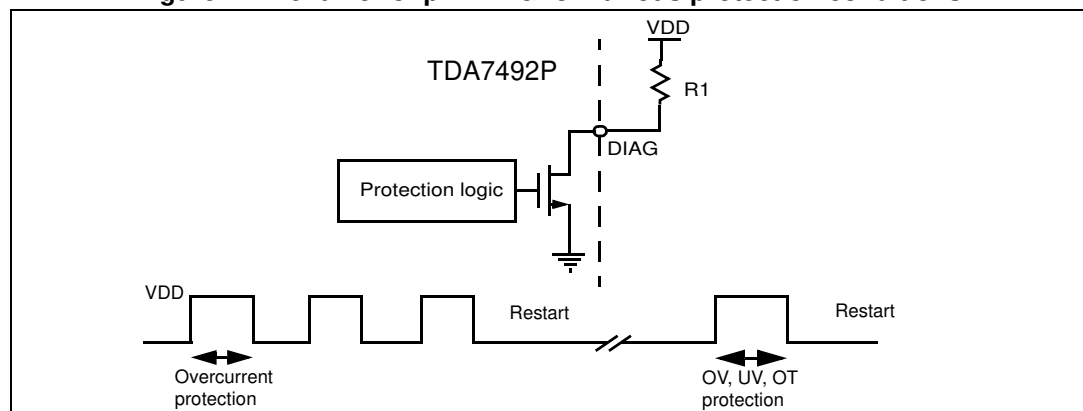 VDD
TDA7492P
R1
DIAG
Protection logic
VDD
Restart
Restart
Overcurrent
protection
OV, UV, OT
protection